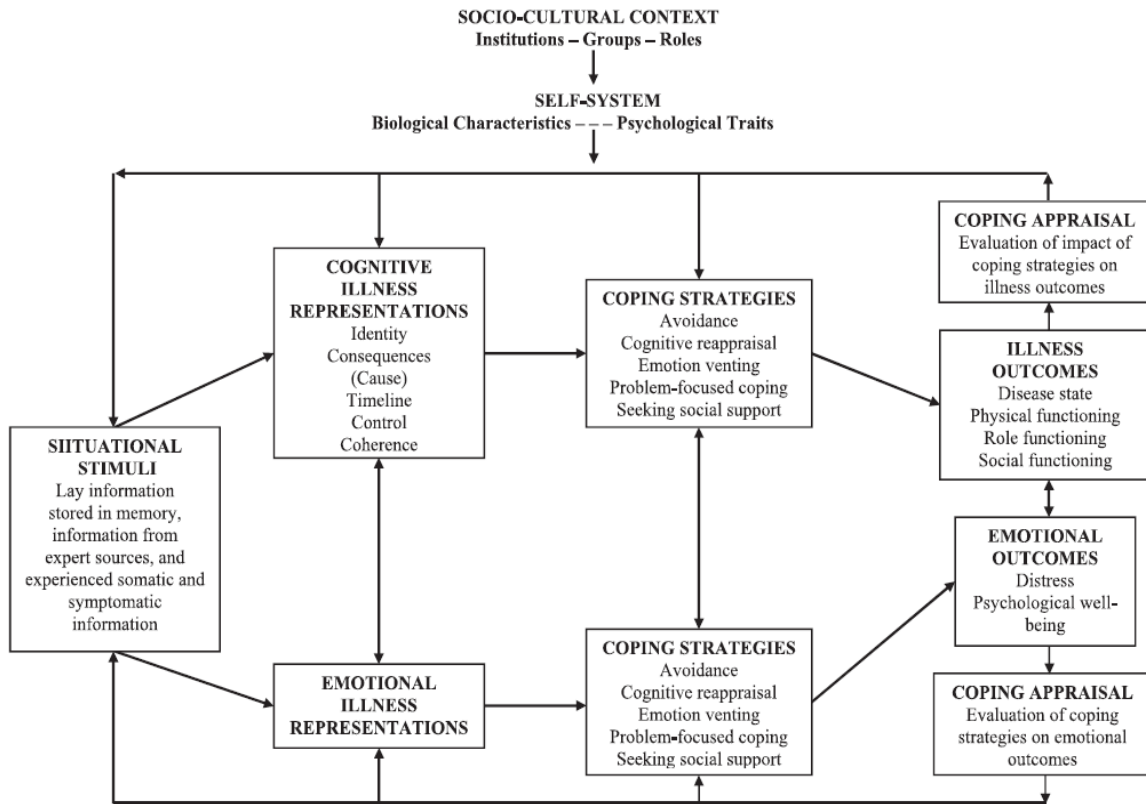 SOCIO-CULTURAL CONTEXT
Institutions – Groups – Roles
SELF-SYSTEM
Biological Characteristics – – – Psychological Traits
COPING APPRAISAL
Evaluation of impact of
coping strategies on
illness outcomes
COGNITIVE
ILLNESS
REPRESENTATIONS
Identity
Consequences
(Cause)
Timeline
Control
Coherence
COPING STRATEGIES
Avoidance
Cognitive reappraisal
Emotion venting
Problem-focused coping
Seeking social support
ILLNESS
OUTCOMES
Disease state
Physical functioning
Role functioning
Social functioning
SIITUATIONAL
STIMULI
Lay information
stored in memory,
information from
expert sources, and
experienced somatic and
symptomatic
information
EMOTIONAL
OUTCOMES
Distress
Psychological well-
being
EMOTIONAL
ILLNESS
REPRESENTATIONS
COPING STRATEGIES
Avoidance
Cognitive reappraisal
Emotion venting
Problem-focused coping
Seeking social support
COPING APPRAISAL
Evaluation of coping
strategies on emotional
outcomes